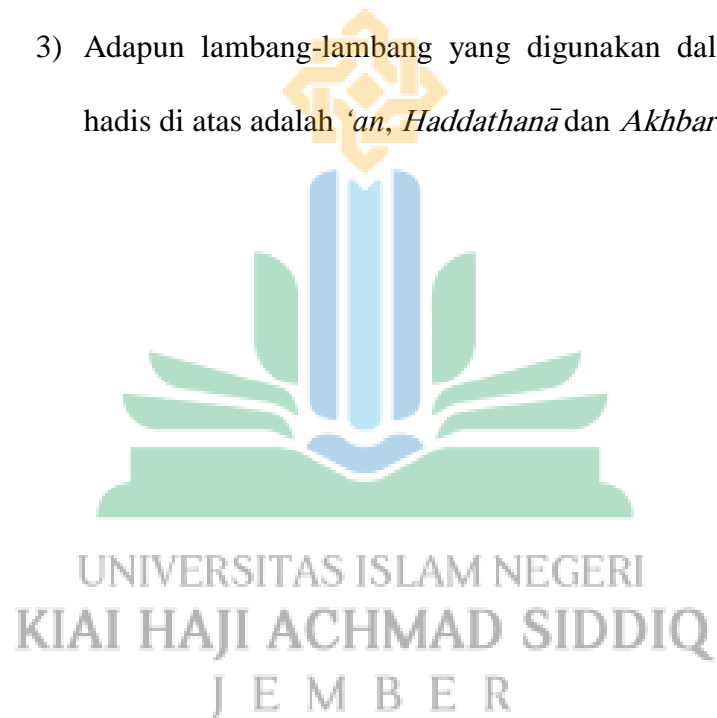 3) Adapun lambang-lambang yang digunakan dal
hadis di atas adalah ‘an, Haddathanā dan Akhbar
UNIVERSITAS ISLAM NEGERI
KIAI HAJI ACHMAD SIDDIQ
JEMBER